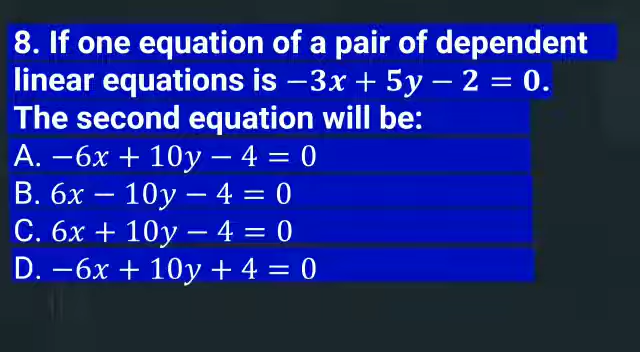 8. If one equation of a pair of dependent
linear equations is −3x + 5y − 2 = 0.
The second equation will be:
A. −6x + 10y − 4 = 0
B. 6x − 10y − 4 = 0
C. 6x + 10y − 4 = 0
D. −6x + 10y + 4 = 0